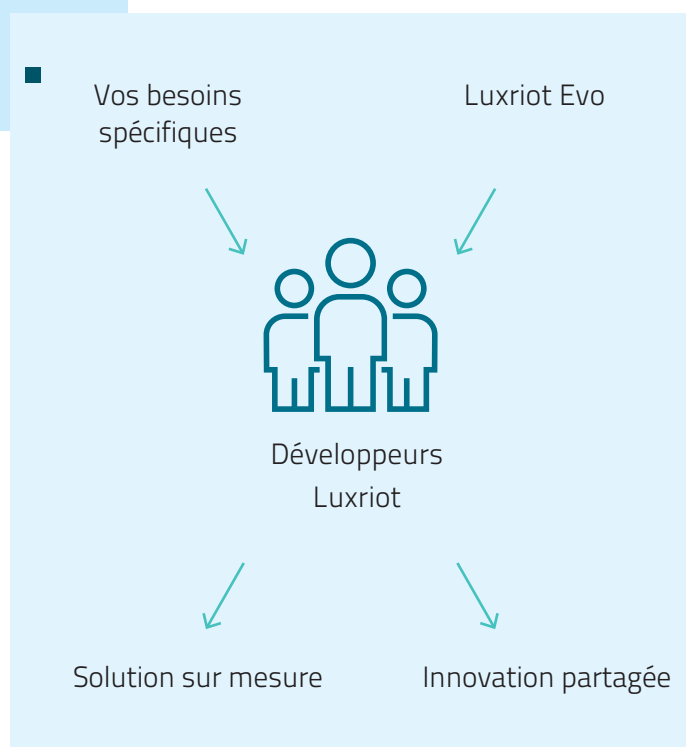 Vos besoins
spécifiques
Luxriot Evo
Développeurs
Luxriot
Solution sur mesure
Innovation partagée